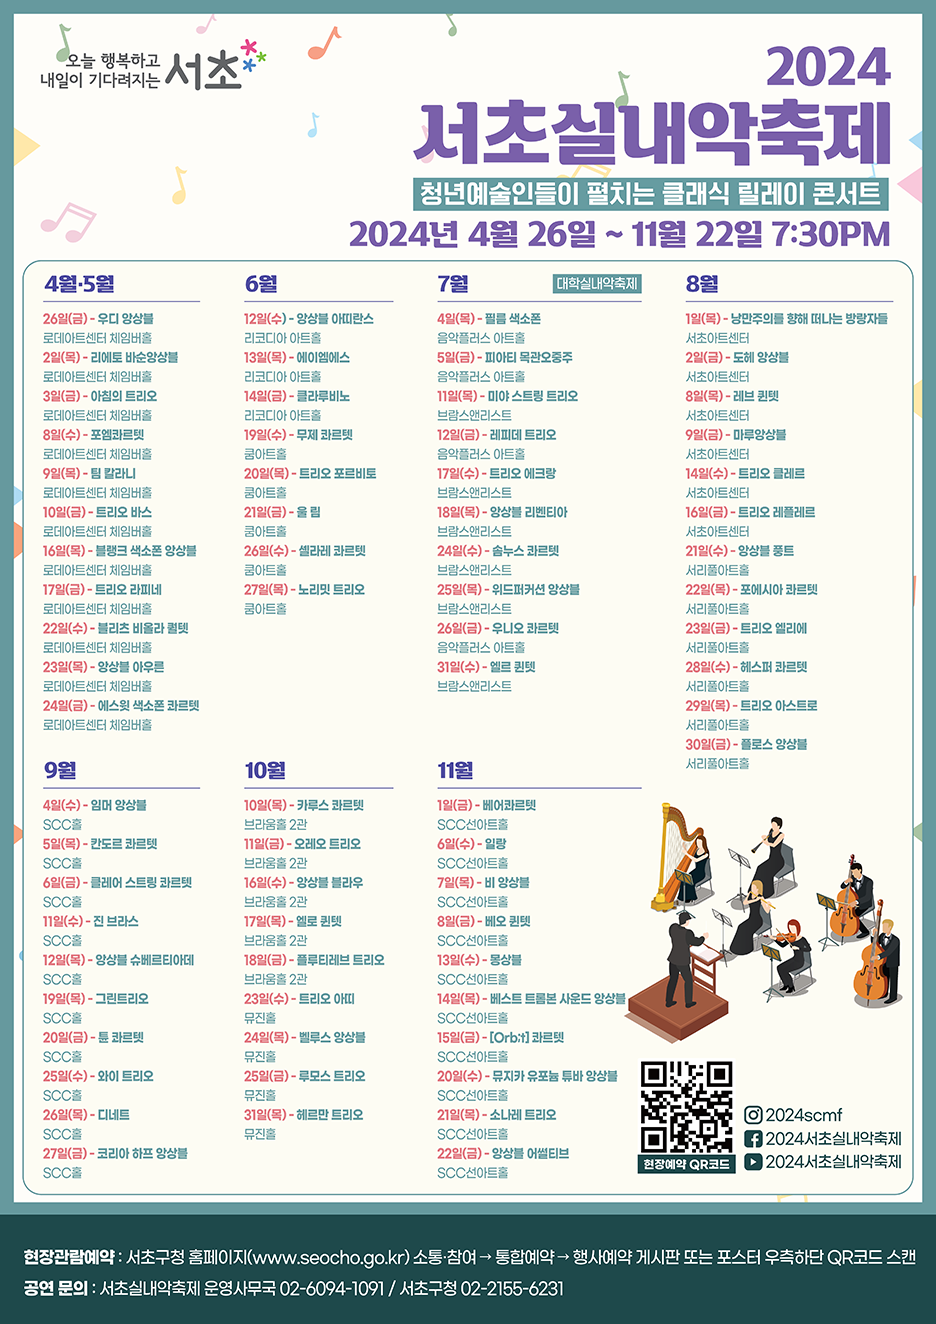 오늘 행복하고
내일이 기다려지는 서초
2024
서초실내악축제
청년예술인들이 펼치는 클래식 릴레이 콘서트
2024년 4월 26일 ~ 11월 22일 7:30PM
4월·5월
26일(금) - 우디 앙상블
로데아트센터 체임버홀
2일(목) - 리에토 바순앙상블
로데아트센터 체임버홀
3일(금) - 아침의 트리오
로데아트센터 체임버홀
8일(수) - 포엠콰르텟
로데아트센터 체임버홀
9일(목) - 팀 칼라니
로데아트센터 체임버홀
10일(금) - 트리오 바스
로데아트센터 체임버홀
16일(목) - 블랭크 색소폰 앙상블
로데아트센터 체임버홀
17일(금) - 트리오 라피네
로데아트센터 체임버홀
22일(수) - 블리츠 비올라 퀄텟
로데아트센터 체임버홀
23일(목) - 앙상블 아우른
로데아트센터 체임버홀
24일(금) - 에스윗 색소폰 콰르텟
로데아트센터 체임버홀
6월
12일(수) - 앙상블 아띠란스
리코디아 아트홀
13일(목) - 에이엠에스
리코디아 아트홀
14일(금) - 클라루비노
리코디아 아트홀
19일(수) - 무제 콰르텟
쿰아트홀
20일(목) - 트리오 포르비토
쿰아트홀
21일(금) - 울 림
쿰아트홀
26일(수) - 셀라레 콰르텟
쿰아트홀
27일(목) - 노리밋 트리오
쿰아트홀
7월
대학실내악축제
4일(목) - 필름 색소폰
음악플러스 아트홀
5일(금) - 피아티 목관오중주
음악플러스 아트홀
11일(목) - 미야 스트링 트리오
브람스앤리스트
12일(금) - 레피데 트리오
음악플러스 아트홀
17일(수) - 트리오 에크랑
브람스앤리스트
18일(목) - 앙상블 리벤티아
브람스앤리스트
24일(수) - 솜누스 콰르텟
브람스앤리스트
25일(목) - 위드퍼커션 앙상블
브람스앤리스트
26일(금) - 우니오 콰르텟
음악플러스 아트홀
31일(수) - 엘르 퀸텟
브람스앤리스트
8월
1일(목) - 낭만주의를 향해 떠나는 방랑자들
서초아트센터
2일(금) - 도헤 앙상블
서초아트센터
8일(목) - 레브 퀸텟
서초아트센터
9일(금) - 마루앙상블
서초아트센터
14일(수) - 트리오 클레르
서초아트센터
16일(금) - 트리오 레플레르
서초아트센터
21일(수) - 앙상블 풍트
서리풀아트홀
22일(목) - 포에시아 콰르텟
서리풀아트홀
23일(금) - 트리오 엘리에
서리풀아트홀
28일(수) - 헤스퍼 콰르텟
서리풀아트홀
29일(목) - 트리오 아스트로
서리풀아트홀
30일(금) - 플로스 앙상블
서리풀아트홀
9월
4일(수) - 임머 앙상블
SCC홀
5일(목) - 칸도르 콰르텟
SCC홀
6일(금) - 클레어 스트링 콰르텟
SCC홀
11일(수) - 진 브라스
SCC홀
12일(목) - 앙상블 슈베르티아데
SCC홀
19일(목) - 그린트리오
SCC홀
20일(금) - 튠 콰르텟
SCC홀
25일(수) - 와이 트리오
SCC홀
26일(목) - 디네트
SCC홀
27일(금) - 코리아 하프 앙상블
SCC홀
10월
10일(목) - 카루스 콰르텟
브라움홀 2관
11일(금) - 오레오 트리오
브라움홀 2관
16일(수) - 앙상블 블라우
브라움홀 2관
17일(목) - 엘로 퀸텟
브라움홀 2관
18일(금) - 플루티레브 트리오
브라움홀 2관
23일(수) - 트리오 아띠
뮤진홀
24일(목) - 벨루스 앙상블
뮤진홀
25일(금) - 루모스 트리오
뮤진홀
31일(목) - 헤르만 트리오
뮤진홀
11월
1일(금) - 베어콰르텟
SCC선아트홀
6일(수) - 일랑
SCC선아트홀
7일(목) - 비 앙상블
SCC선아트홀
8일(금) - 베오 퀸텟
SCC선아트홀
13일(수) - 몽상블
SCC선아트홀
14일(목) - 베스트 트롬본 사운드 앙상블
SCC선아트홀
15일(금) - [Orb:t] 콰르텟
SCC선아트홀
20일(수) - 뮤지카 유포늄 튜바 앙상블
SCC선아트홀
21일(목) - 소나레 트리오
SCC선아트홀
22일(금) - 앙상블 어썰티브
SCC선아트홀
현장예약 QR코드
2024scmf
2024서초실내악축제
2024서초실내악축제
현장관람예약 : 서초구청 홈페이지(www.seocho.go.kr) 소통·참여 → 통합예약 → 행사예약 게시판 또는 포스터 우측하단 QR코드 스캔
공연 문의 : 서초실내악축제 운영사무국 02-6094-1091 / 서초구청 02-2155-6231